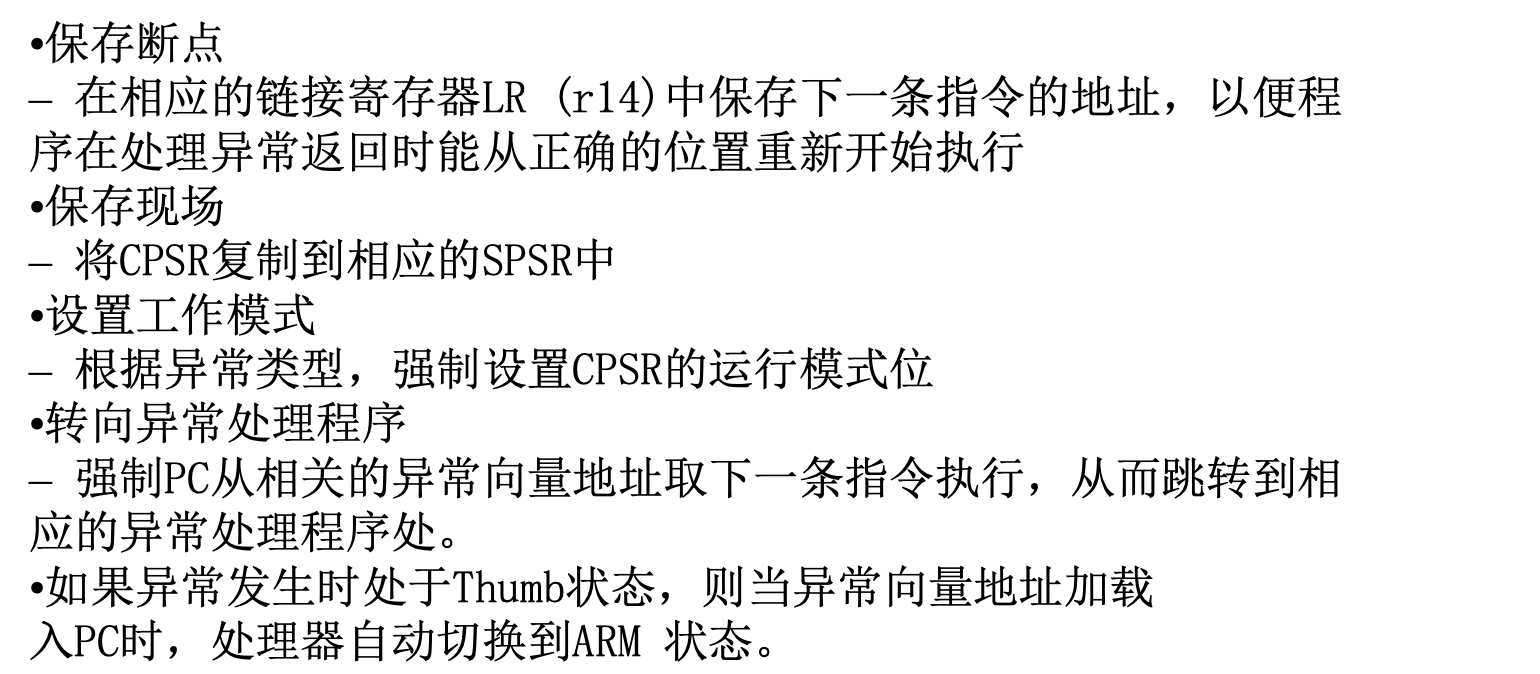 •保存断点
– 在相应的链接寄存器LR (r14)中保存下一条指令的地址，以便程
序在处理异常返回时能从正确的位置重新开始执行
•保存现场
– 将CPSR复制到相应的SPSR中
•设置工作模式
– 根据异常类型，强制设置CPSR的运行模式位
•转向异常处理程序
– 强制PC从相关的异常向量地址取下一条指令执行，从而跳转到相
应的异常处理程序处。
•如果异常发生时处于Thumb状态，则当异常向量地址加载
入PC时，处理器自动切换到ARM 状态。